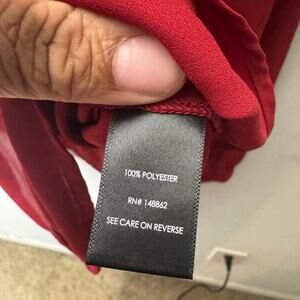 100% POLYESTER
RN# 148862
SEE CARE ON REVERSE